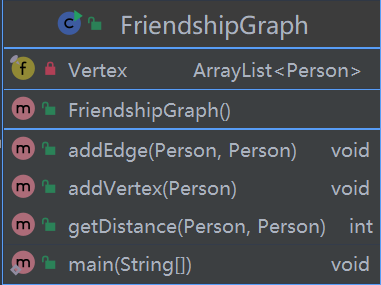 FriendshipGraph
Vertex ArrayList<Person>
FriendshipGraph()
addEdge(Person, Person) void
addVertex(Person) void
getDistance(Person, Person) int
main(String[]) void